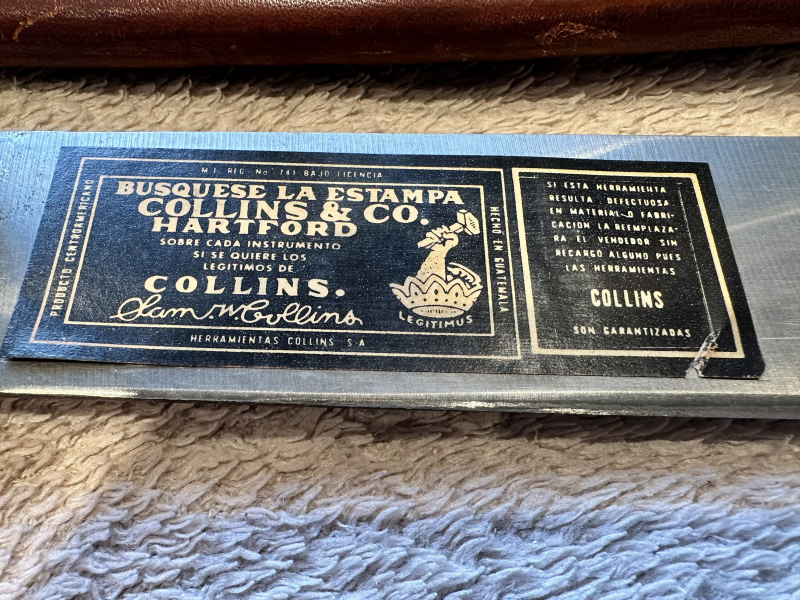 M.I. REG. No. 741 BAJO LICENCIA
PRODUCTO CENTROAMERICANO
BUSQUESE LA ESTAMPA
COLLINS & CO.
HARTFORD
SOBRE CADA INSTRUMENTO
SI SE QUIERE LOS
LEGITIMOS DE
COLLINS.
Sam W Collins
LEGITIMUS
HECHO EN GUATEMALA
HERRAMIENTAS COLLINS S.A
SI ESTA HERRAMIENTA
RESULTA DEFECTUOSA
EN MATERIAL O FABRI-
CACION LA REEMPLAZA-
RA EL VENDEDOR SIN
RECARGO ALGUNO PUES
LAS HERRAMIENTAS
COLLINS
SON GARANTIZADAS